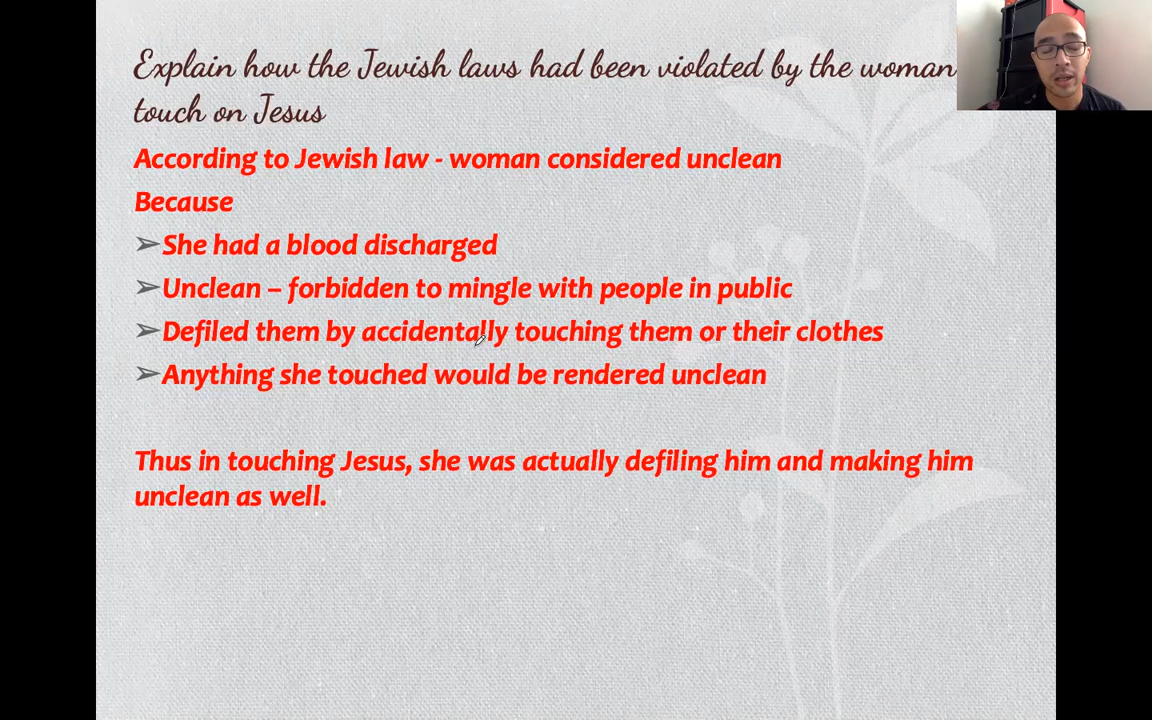 Explain how the Jewish laws had been violated by the woman
touch on Jesus
According to Jewish law - woman considered unclean
Because
➢She had a blood discharged
➢Unclean – forbidden to mingle with people in public
➢Defiled them by accidentally touching them or their clothes
➢Anything she touched would be rendered unclean
Thus in touching Jesus, she was actually defiling him and making him
unclean as well.